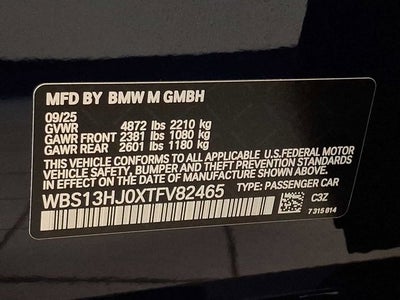 MFD BY BMW M GMBH
09/25
GVWR 4872 lbs 2210 kg
GAWR FRONT 2381 lbs 1080 kg
GAWR REAR 2601 lbs 1180 kg
THIS VEHICLE CONFORMS TO ALL APPLICABLE U.S.FEDERAL MOTOR
VEHICLE SAFETY, BUMPER, AND THEFT PREVENTION STANDARDS
IN EFFECT ON THE DATE OF MANUFACTURE SHOWN ABOVE.
WBS13HJ0XTFV82465 TYPE: PASSENGER CAR
C3Z
7 315 014